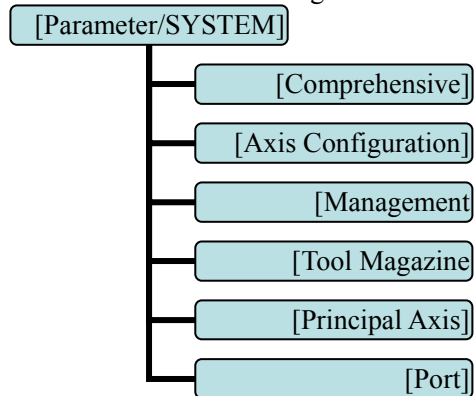 [Parameter/SYSTEM]
[Comprehensive]
[Axis Configuration]
[Management
[Tool Magazine
[Principal Axis]
[Port]